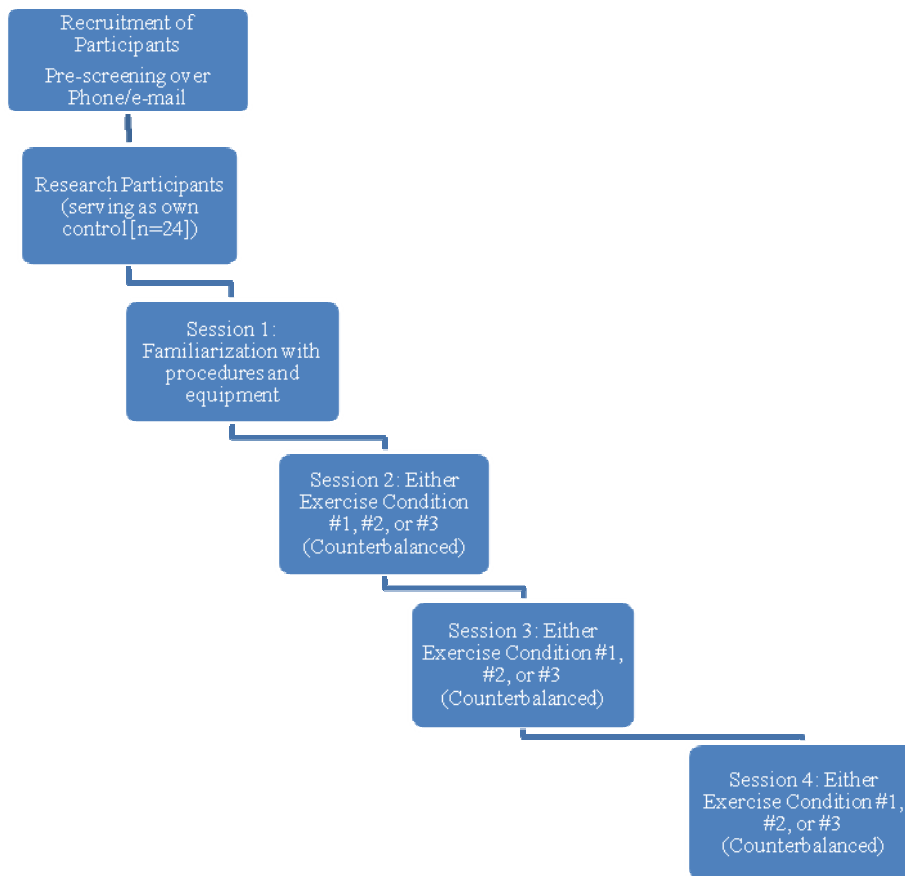 Recruitment of
Participants
Pre-screening over
Phone/e-mail
Research Participants
(serving as own
control [n=24])
Session 1:
Familiarization with
procedures and
equipment
Session 2: Either
Exercise Condition
#1, #2, or #3
(Counterbalanced)
Session 3: Either
Exercise Condition #1,
#2, or #3
(Counterbalanced)
Session 4: Either
Exercise Condition #1,
#2, or #3
(Counterbalanced)